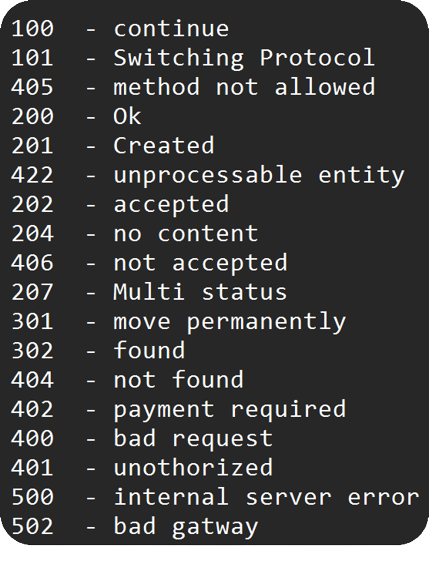 100  - continue
101  - Switching Protocol
405  - method not allowed
200  - Ok
201  - Created
422  - unprocessable entity
202  - accepted
204  - no content
406  - not accepted
207  - Multi status
301  - move permanently
302  - found
404  - not found
402  - payment required
400  - bad request
401  - unothorized
500  - internal server error
502  - bad gatway